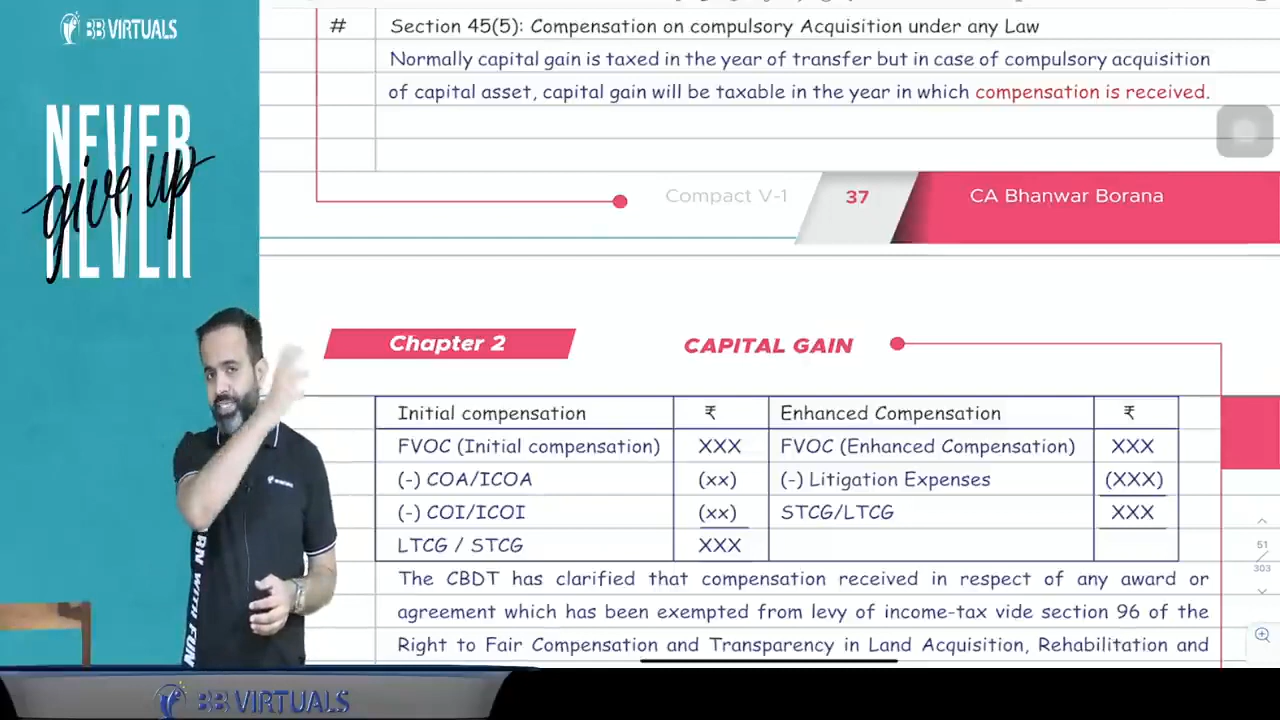 BB VIRTUALS
NEVER
give up
NEVER
# Section 45(5): Compensation on compulsory Acquisition under any Law
Normally capital gain is taxed in the year of transfer but in case of compulsory acquisition
of capital asset, capital gain will be taxable in the year in which compensation is received.
Compact V-1 37 CA Bhanwar Borana
Chapter 2 CAPITAL GAIN
Initial compensation ₹ Enhanced Compensation ₹
FVOC (Initial compensation) XXX FVOC (Enhanced Compensation) XXX
(-) COA/ICOA (xx) (-) Litigation Expenses (XXX)
(-) COI/ICOI (xx) STCG/LTCG XXX
LTCG / STCG XXX
The CBDT has clarified that compensation received in respect of any award or
agreement which has been exempted from levy of income-tax vide section 96 of the
Right to Fair Compensation and Transparency in Land Acquisition, Rehabilitation and
51
303
RN WITH FUN
BB VIRTUALS